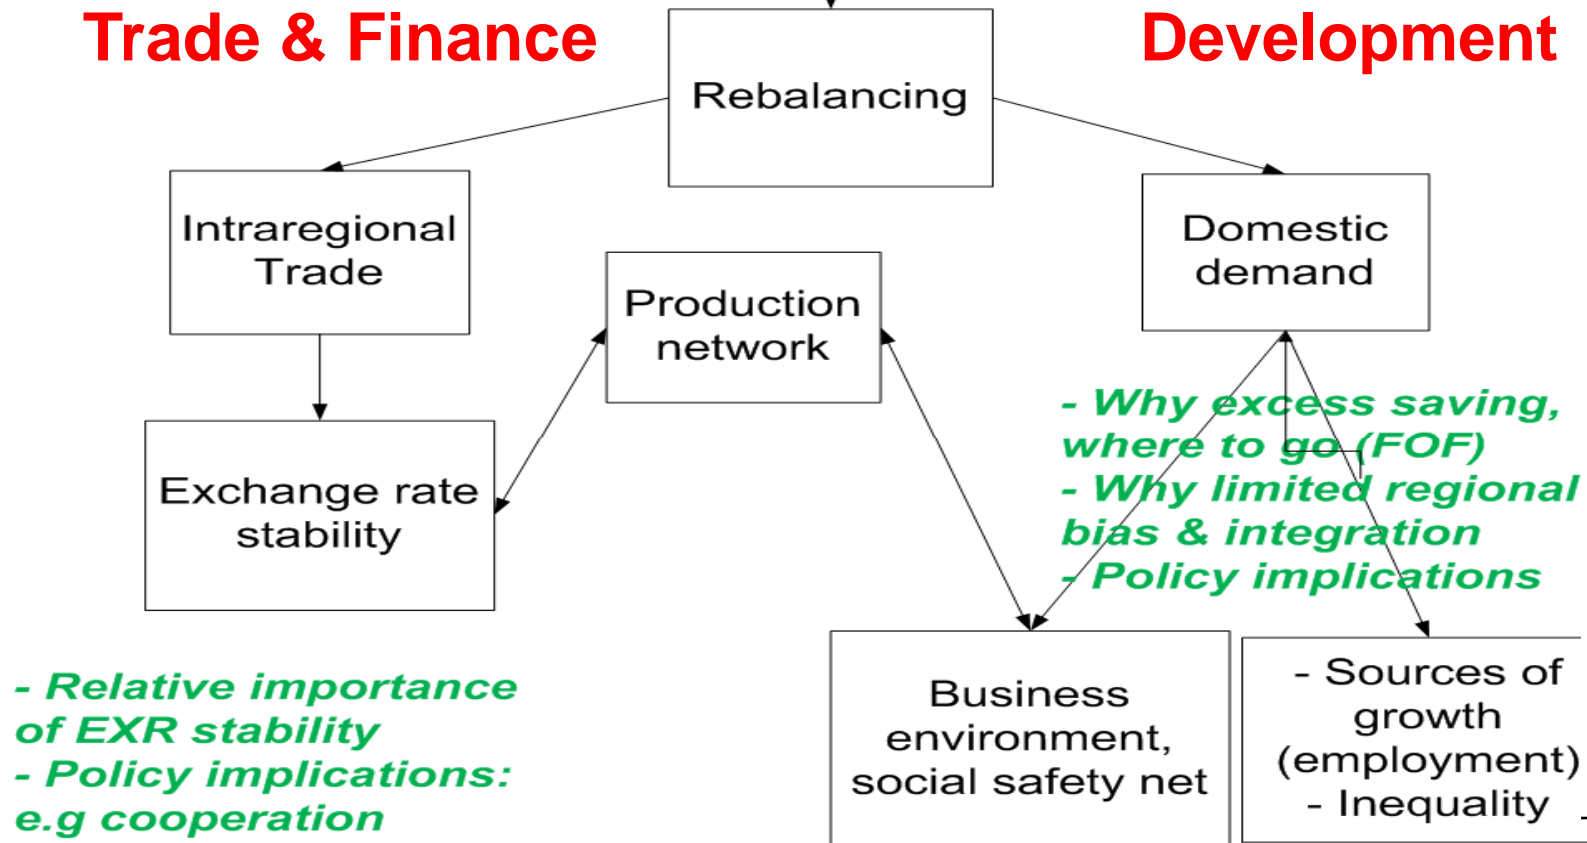 Trade & Finance
Development
Rebalancing
Intraregional
Trade
Domestic
demand
Production
network
- Why excess saving,
where to go (FOF)
- Why limited regional
bias & integration
- Policy implications
Exchange rate
stability
- Relative importance
of EXR stability
- Policy implications:
e.g cooperation
Business
environment,
social safety net
- Sources of
growth
(employment)
- Inequality